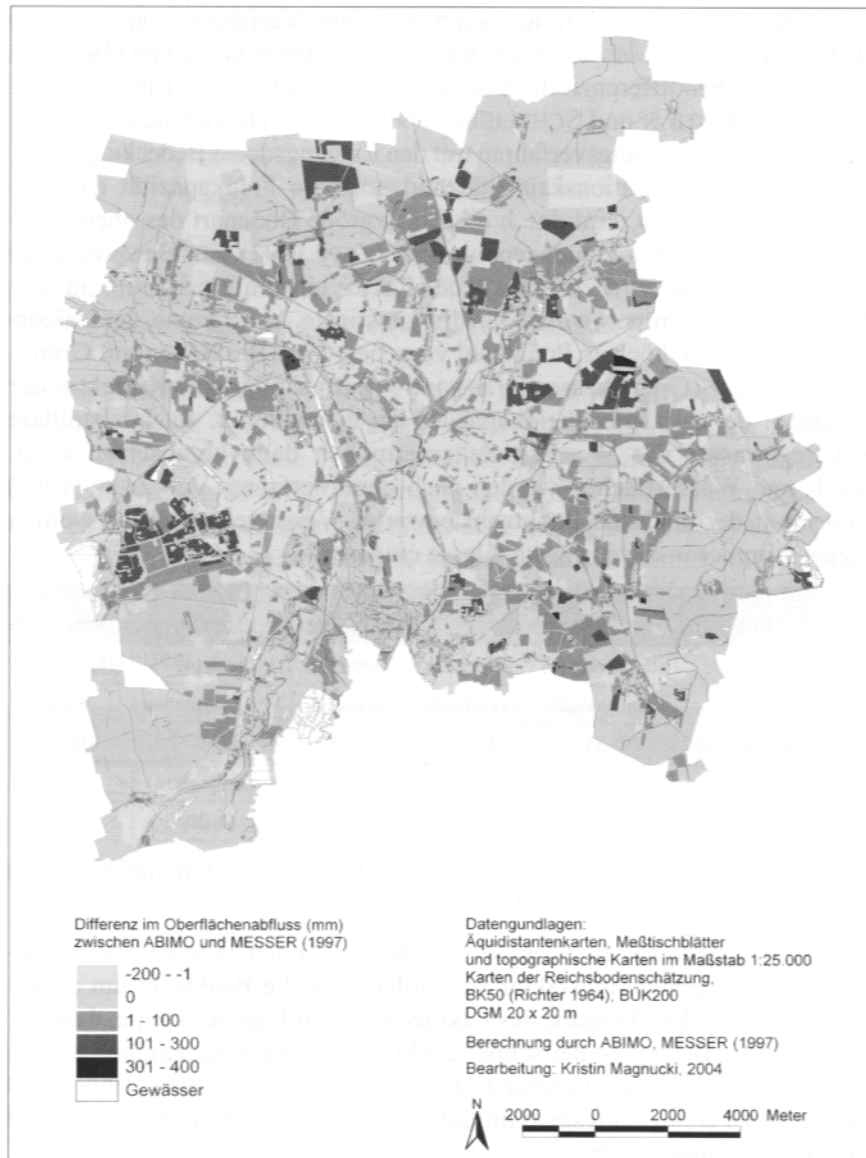 Differenz im Oberflächenabfluss (mm)
zwischen ABIMO und MESSER (1997)
-200 - -1
0
1 - 100
101 - 300
301 - 400
Gewässer
Datengundlagen:
Äquidistantenkarten, Meßtischblätter
und topographische Karten im Maßstab 1:25.000
Karten der Reichsbodenschätzung,
BK50 (Richter 1964), BÜK200
DGM 20 x 20 m
Berechnung durch ABIMO, MESSER (1997)
Bearbeitung: Kristin Magnucki, 2004
N
2000 0 2000 4000 Meter